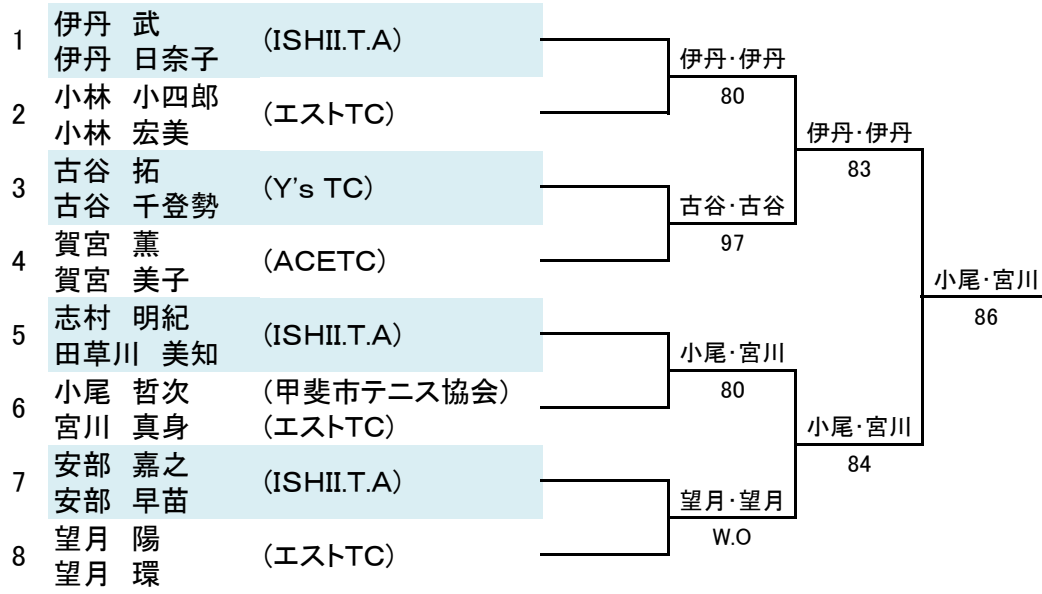 1 伊丹 武 (ISHII.T.A)
伊丹 日奈子
2 小林 小四郎 (エストTC)
小林 宏美
3 古谷 拓 (Y's TC)
古谷 千登勢
4 賀宮 薫 (ACETC)
賀宮 美子
5 志村 明紀 (ISHII.T.A)
田草川 美知
6 小尾 哲次 (甲斐市テニス協会)
宮川 真身 (エストTC)
7 安部 嘉之 (ISHII.T.A)
安部 早苗
8 望月 陽 (エストTC)
望月 環
伊丹・伊丹
80
古谷・古谷
97
小尾・宮川
80
望月・望月
W.O
伊丹・伊丹
83
小尾・宮川
84
小尾・宮川
86